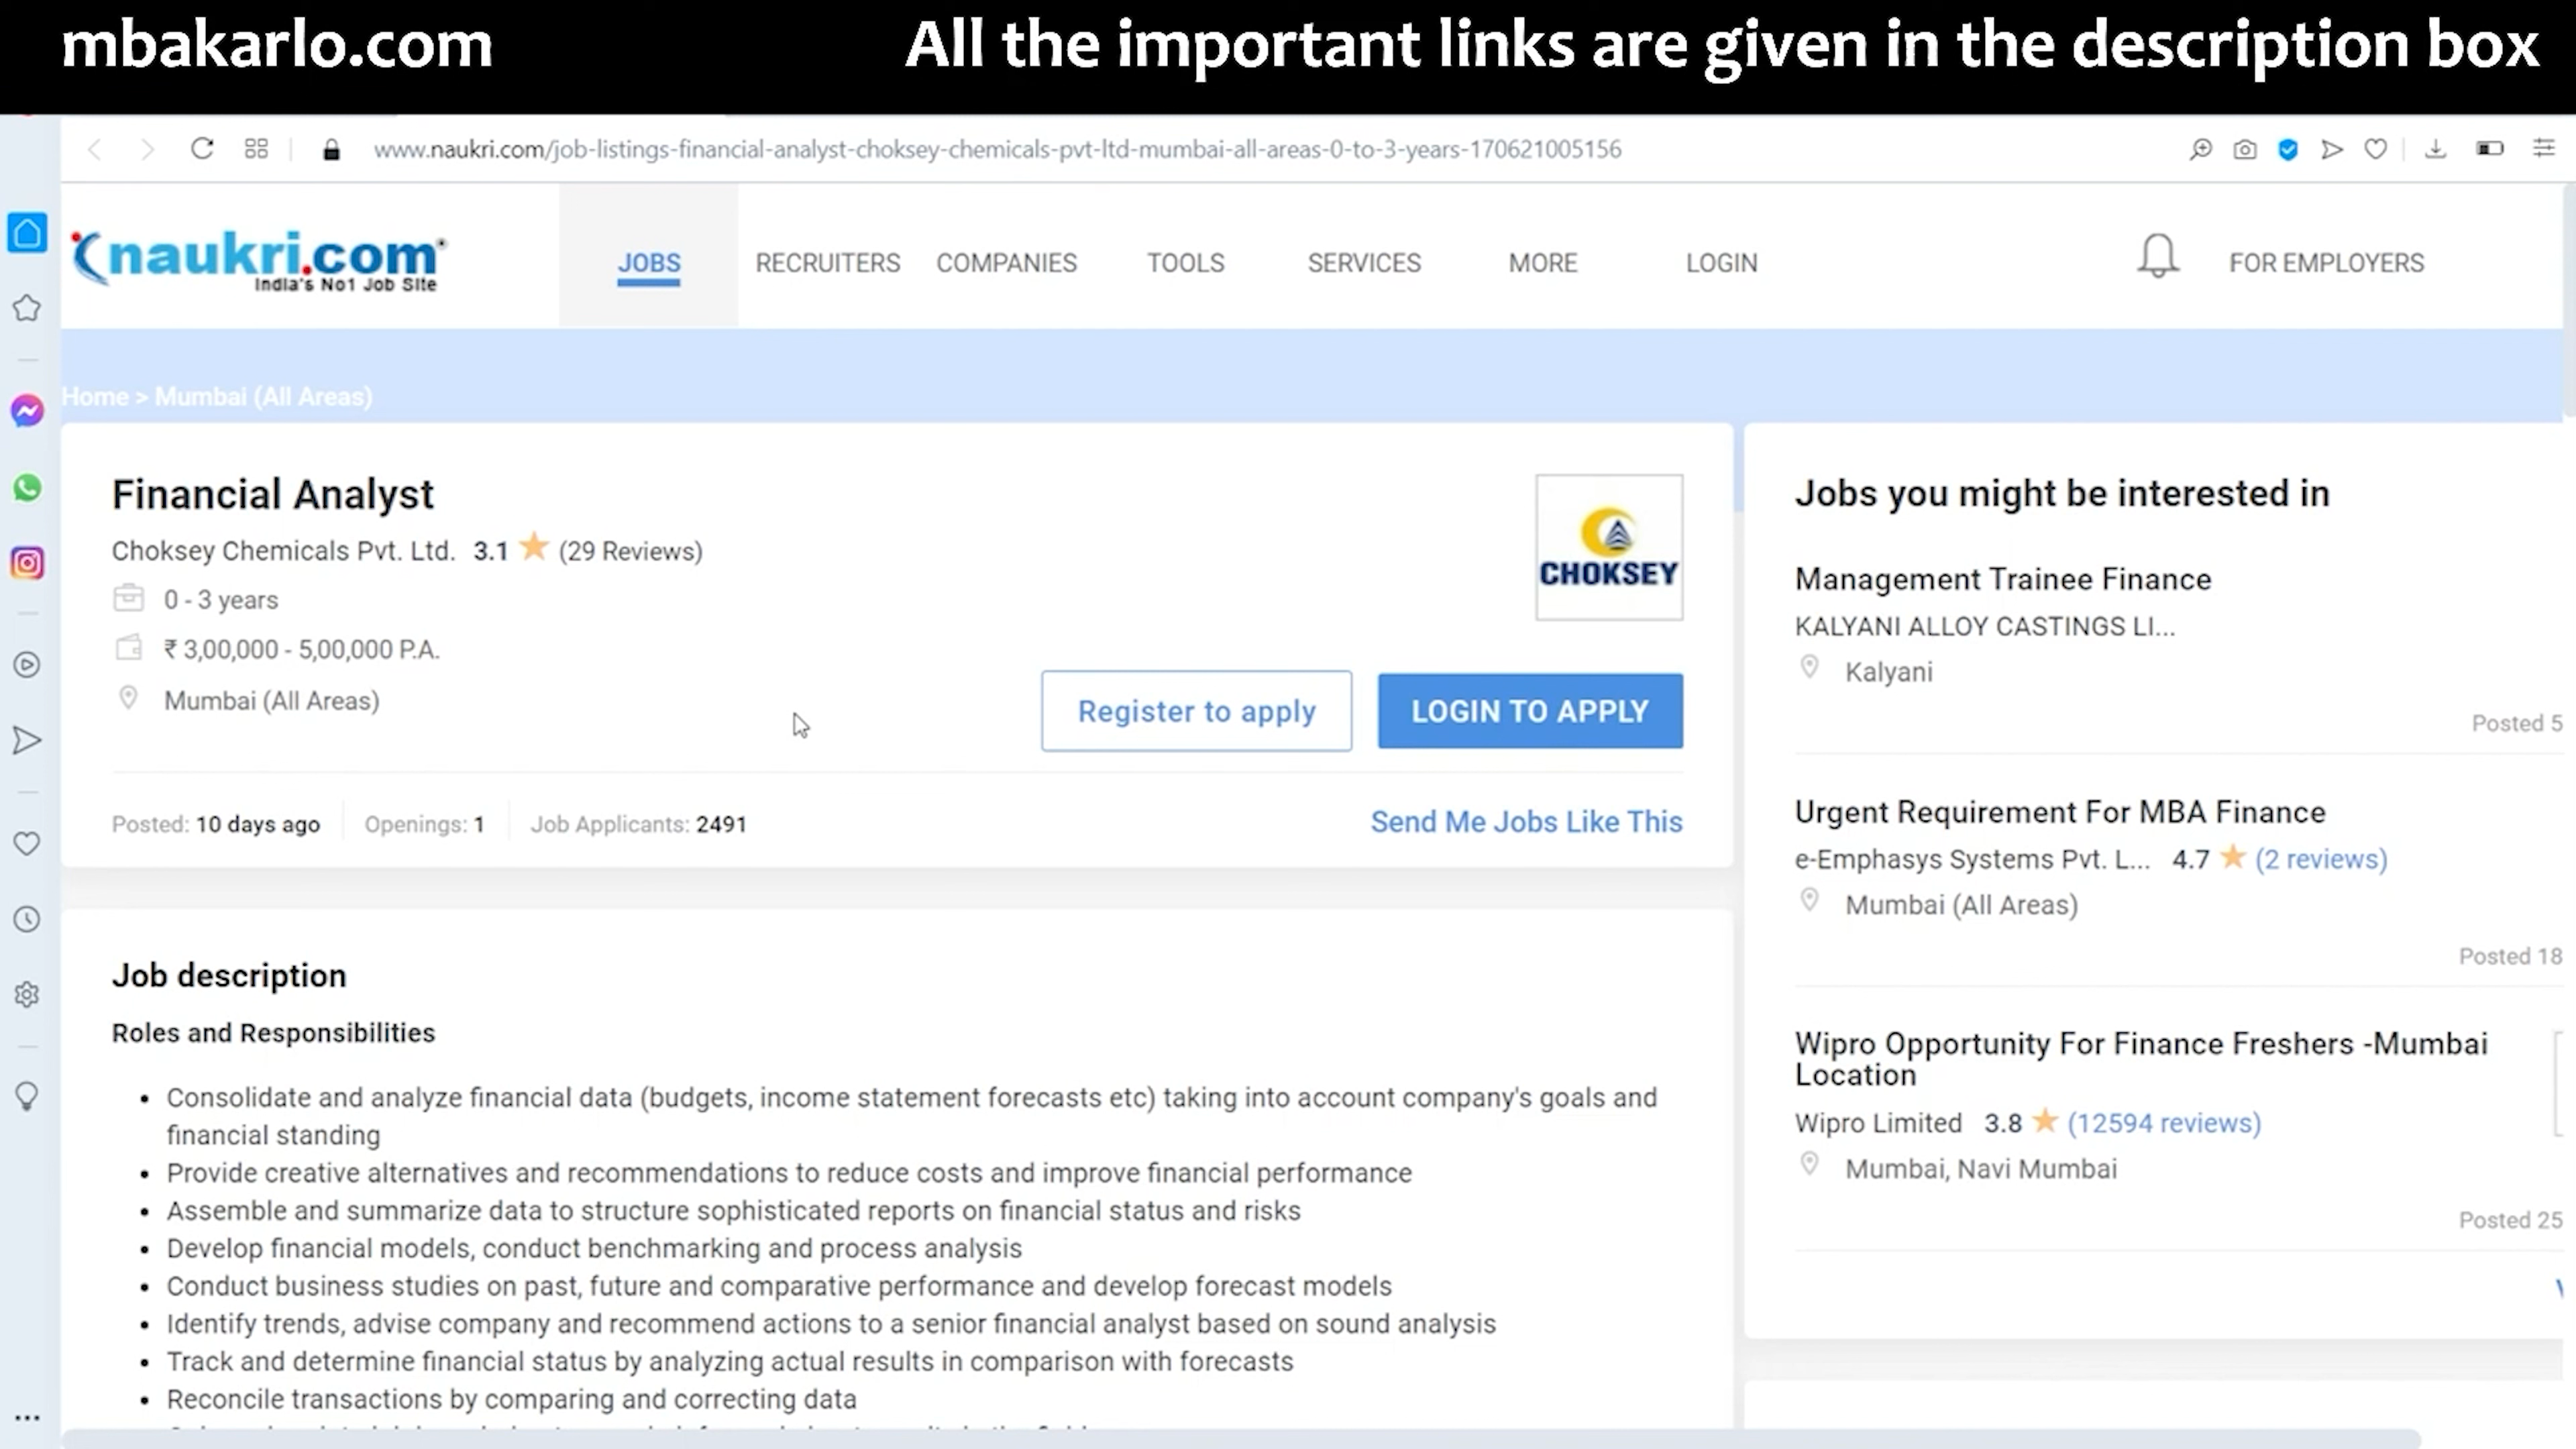 mbakarlo.com
All the important links are given in the description box
www.naukri.com/job-listings-financial-analyst-choksey-chemicals-pvt-ltd-mumbai-all-areas-0-to-3-years-170621005156
naukri.com
India's No1 Job Site
JOBS
RECRUITERS
COMPANIES
TOOLS
SERVICES
MORE
LOGIN
FOR EMPLOYERS
Home > Mumbai (All Areas)
Financial Analyst
Choksey Chemicals Pvt. Ltd. 3.1 ★ (29 Reviews)
0 - 3 years
₹ 3,00,000 - 5,00,000 P.A.
Mumbai (All Areas)
CHOKSEY
Register to apply
LOGIN TO APPLY
Posted: 10 days ago
Openings: 1
Job Applicants: 2491
Send Me Jobs Like This
Job description
Roles and Responsibilities
• Consolidate and analyze financial data (budgets, income statement forecasts etc) taking into account company's goals and
financial standing
• Provide creative alternatives and recommendations to reduce costs and improve financial performance
• Assemble and summarize data to structure sophisticated reports on financial status and risks
• Develop financial models, conduct benchmarking and process analysis
• Conduct business studies on past, future and comparative performance and develop forecast models
• Identify trends, advise company and recommend actions to a senior financial analyst based on sound analysis
• Track and determine financial status by analyzing actual results in comparison with forecasts
• Reconcile transactions by comparing and correcting data
Jobs you might be interested in
Management Trainee Finance
KALYANI ALLOY CASTINGS LI...
Kalyani
Posted 5
Urgent Requirement For MBA Finance
e-Emphasys Systems Pvt. L... 4.7 ★ (2 reviews)
Mumbai (All Areas)
Posted 18
Wipro Opportunity For Finance Freshers -Mumbai
Location
Wipro Limited 3.8 ★ (12594 reviews)
Mumbai, Navi Mumbai
Posted 25